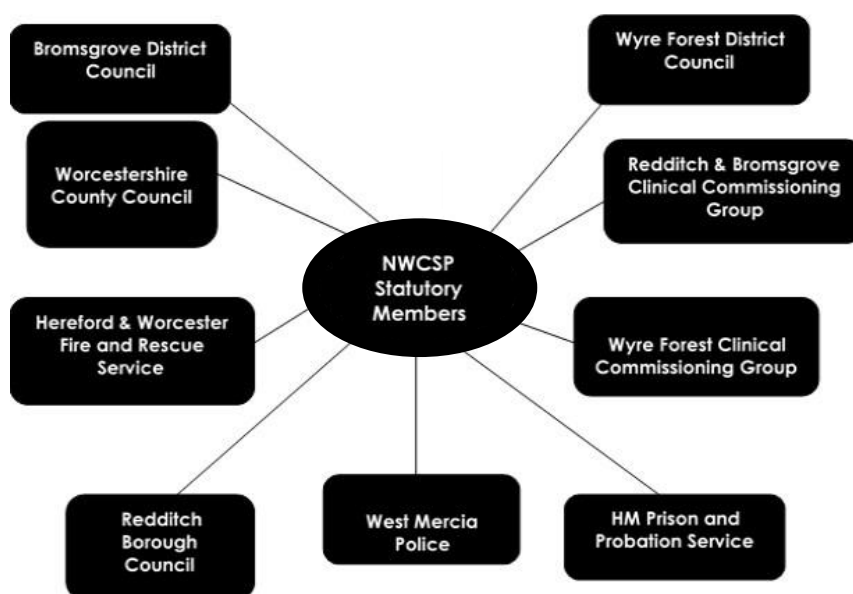 Bromsgrove District
Council
Wyre Forest District
Council
Worcestershire
County Council
Redditch & Bromsgrove
Clinical Commissioning
Group
NWCSP
Statutory
Members
Hereford & Worcester
Fire and Rescue
Service
Wyre Forest Clinical
Commissioning Group
Redditch
Borough
Council
West Mercia
Police
HM Prison and
Probation Service